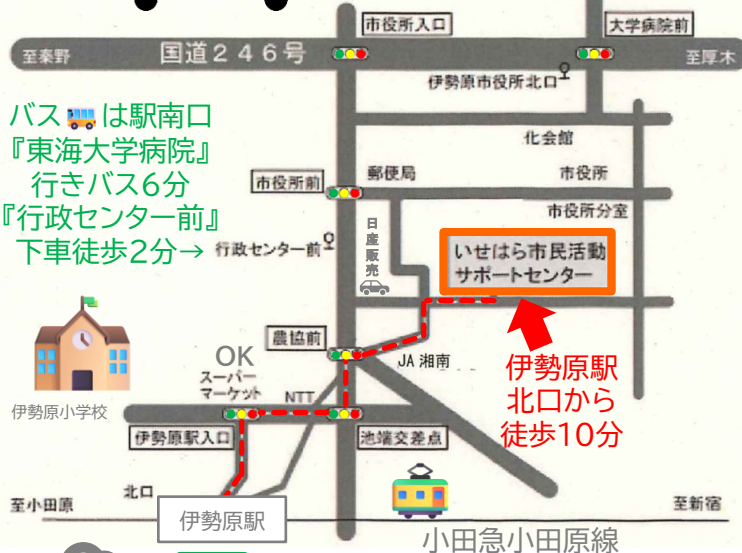 市役所入口
大学病院前
至秦野
国道246号
至厚木
伊勢原市役所北口
バス🚌は駅南口
『東海大学病院』
行きバス6分
『行政センター前』
下車徒歩2分→
化会館
郵便局
市役所
市役所前
市役所分室
行政センター前
日産販売
いせはら市民活動
サポートセンター
農協前
JA 湘南
伊勢原駅
北口から
徒歩10分
OK
スーパー
マーケット
NTT
伊勢原小学校
伊勢原駅入口
池端交差点
北口
至小田原
伊勢原駅
至新宿
小田急小田原線